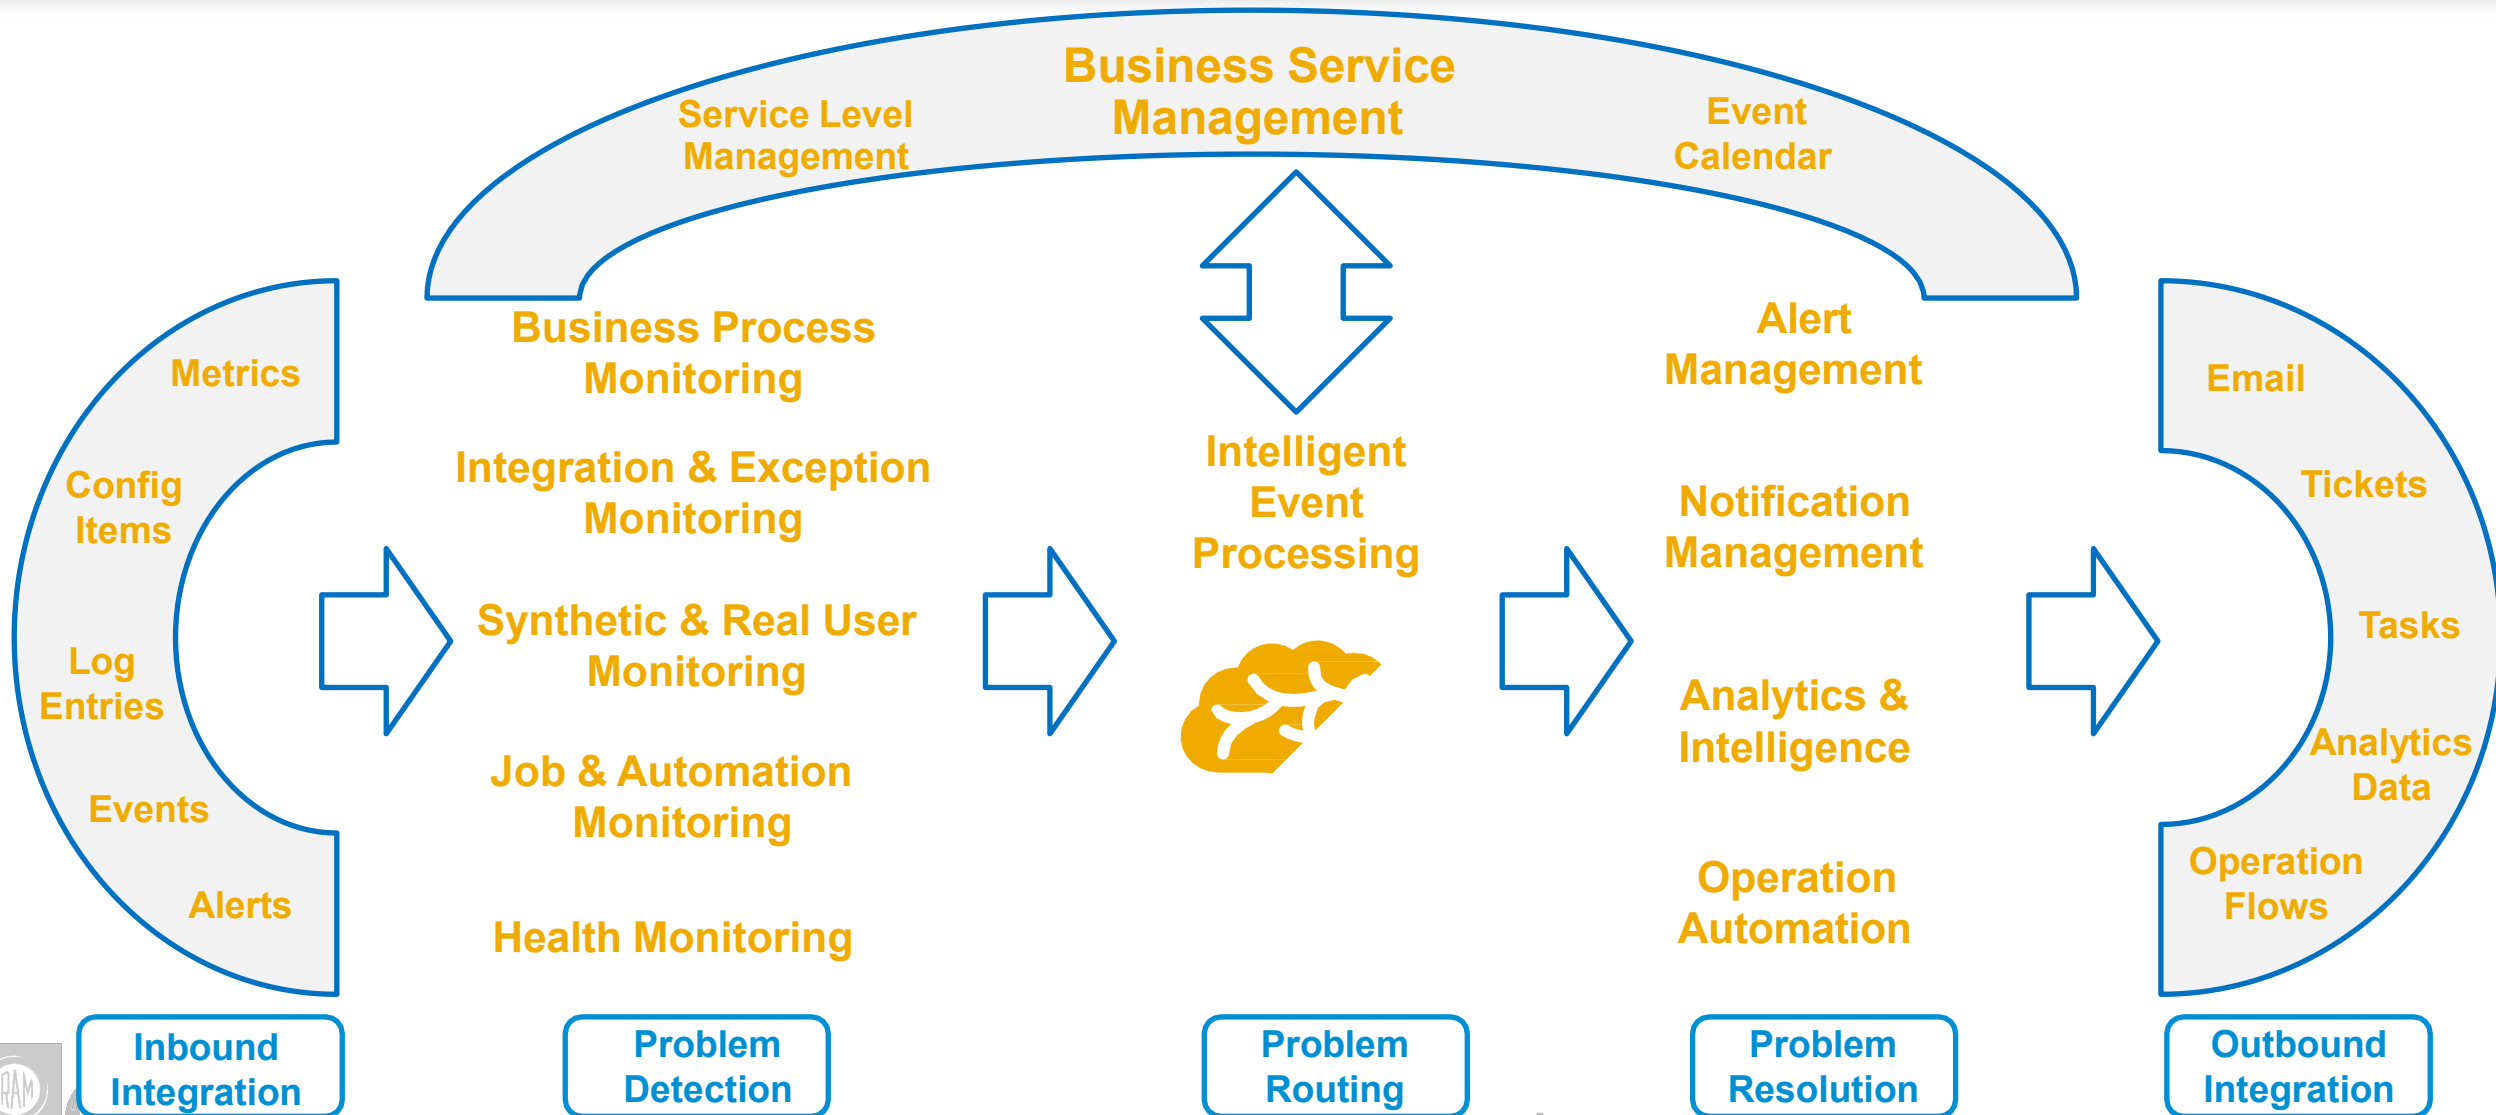 Business Service
Management
Service Level
Management
Event
Calendar
Metrics
Config
Items
Log
Entries
Events
Alerts
Business Process
Monitoring
Integration & Exception
Monitoring
Synthetic & Real User
Monitoring
Job & Automation
Monitoring
Health Monitoring
Intelligent
Event
Processing
Alert
Management
Notification
Management
Analytics &
Intelligence
Operation
Automation
Email
Tickets
Tasks
Analytics
Data
Operation
Flows
Inbound
Integration
Problem
Detection
Problem
Routing
Problem
Resolution
Outbound
Integration
RAM